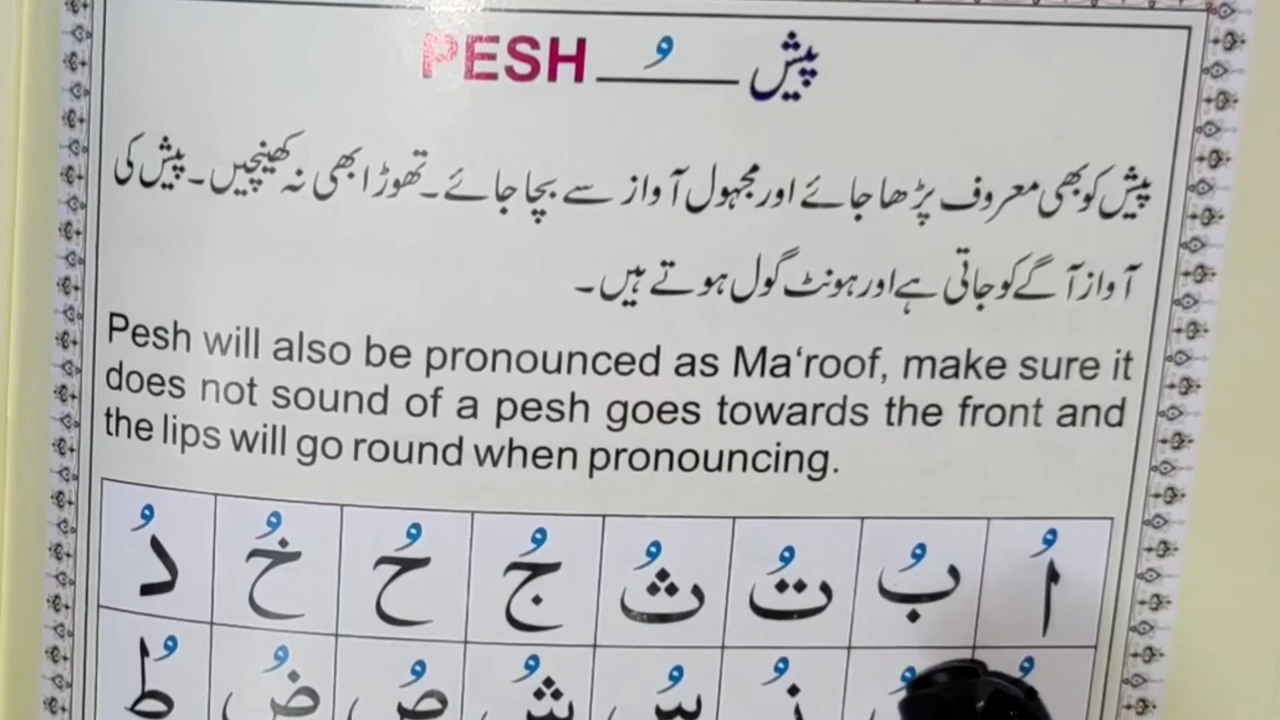 PESH ـُـ پیش
پیش کو بھی معروف پڑھا جائے اور مجہول آواز سے بچا جائے۔ تھوڑا بھی نہ کھینچیں۔ پیش کی
آواز آگے کو جاتی ہے اور ہونٹ گول ہوتے ہیں۔
Pesh will also be pronounced as Ma‘roof, make sure it
does not sound of a pesh goes towards the front and
the lips will go round when pronouncing.
اُ بُ تُ ثُ جُ حُ خُ دُ
زُ سُ شُ صُ ضُ طُ